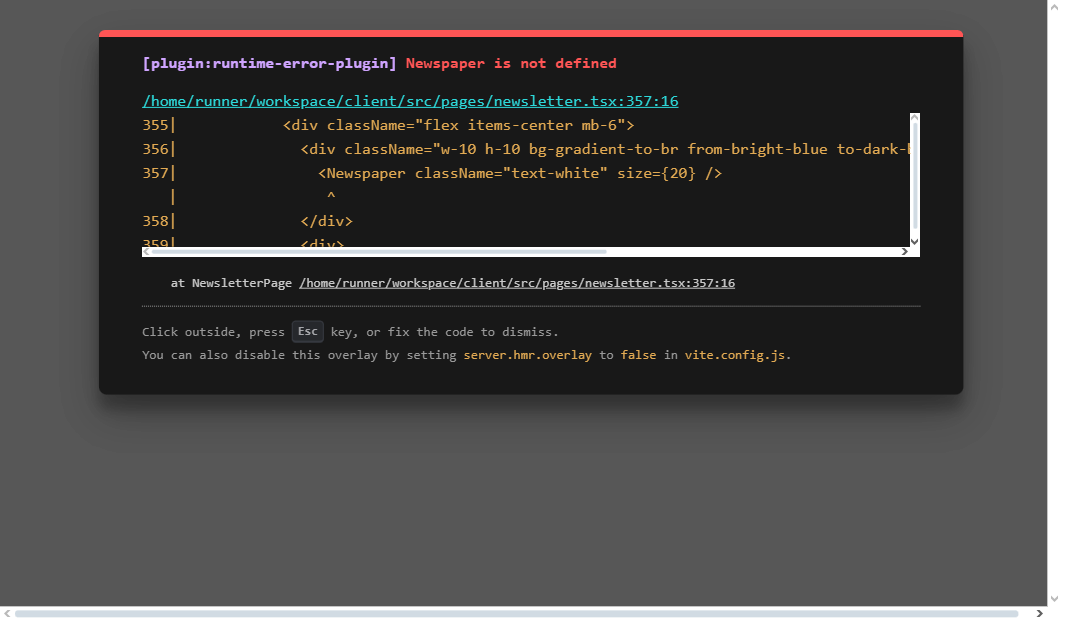 [plugin:runtime-error-plugin] Newspaper is not defined
/home/runner/workspace/client/src/pages/newsletter.tsx:357:16
355|            <div className="flex items-center mb-6">
356|              <div className="w-10 h-10 bg-gradient-to-br from-bright-blue to-dark-
357|                <Newspaper className="text-white" size={20} />
   |                 ^
358|              </div>
359|              <div>
at NewsletterPage /home/runner/workspace/client/src/pages/newsletter.tsx:357:16
Click outside, press Esc key, or fix the code to dismiss.
You can also disable this overlay by setting server.hmr.overlay to false in vite.config.js.